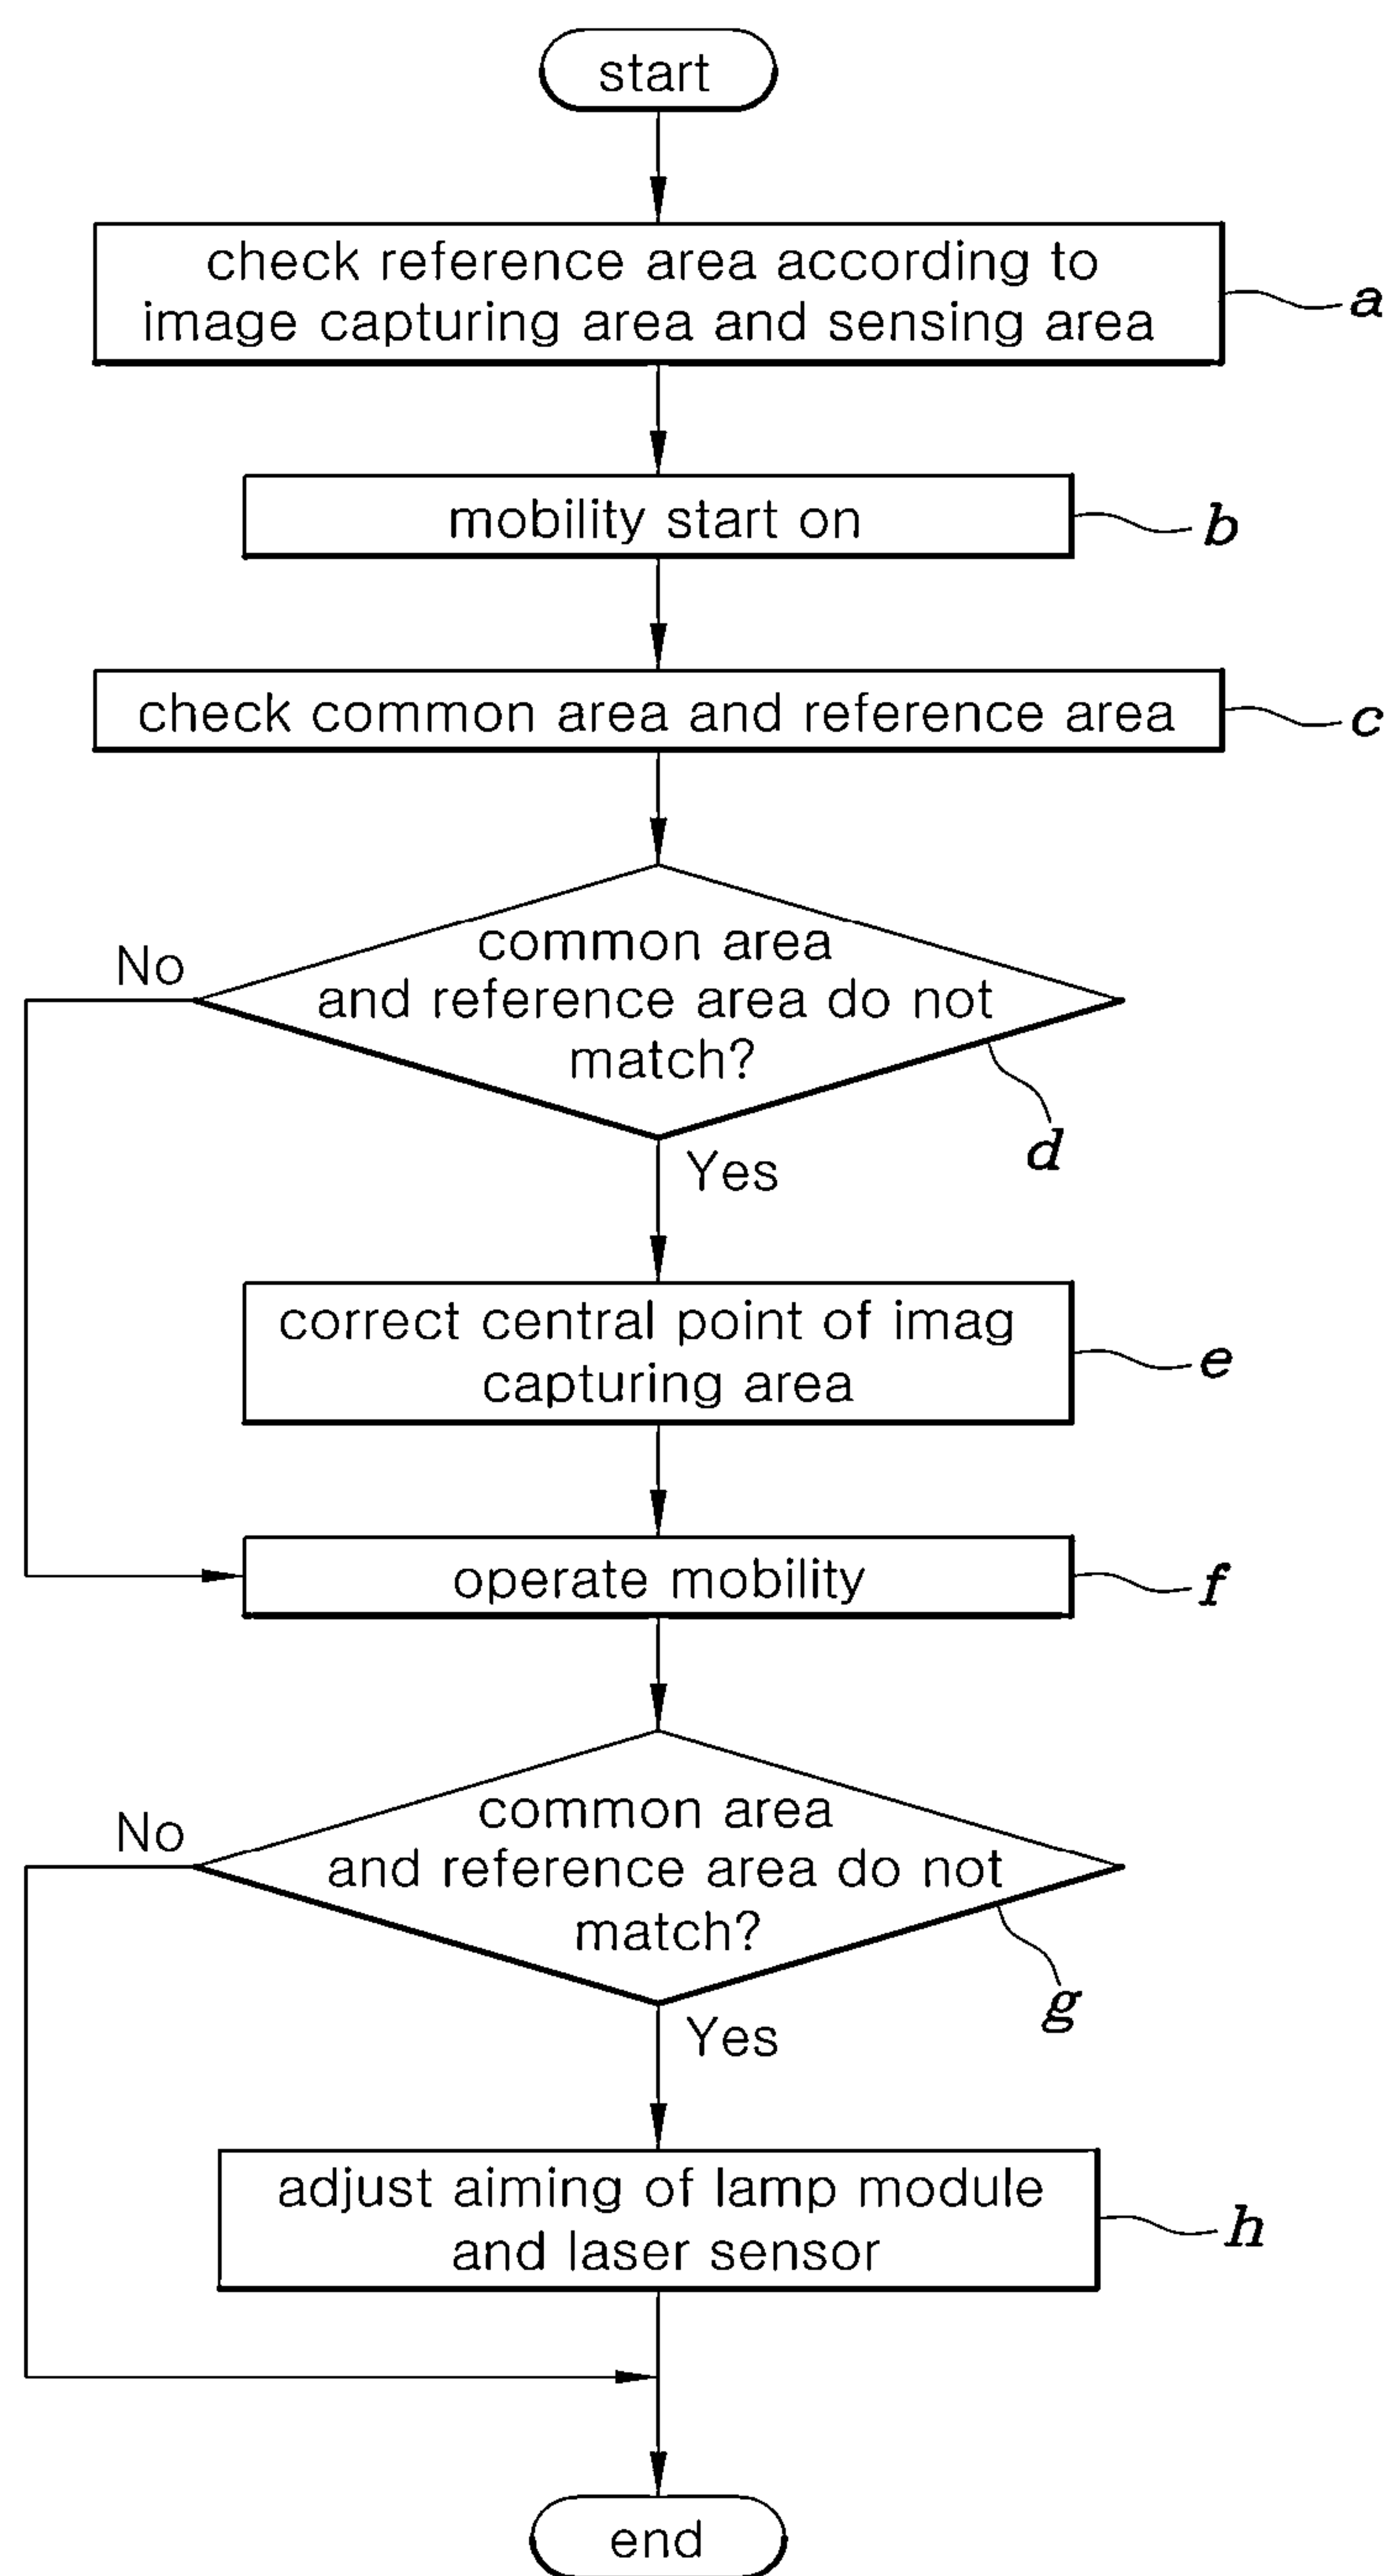 start
check reference area according to
image capturing area and sensing area
a
mobility start on
b
check common area and reference area
c
No
common area
and reference area do not
match?
d
Yes
correct central point of imag
capturing area
e
operate mobility
f
No
common area
and reference area do not
match?
g
Yes
adjust aiming of lamp module
and laser sensor
h
end